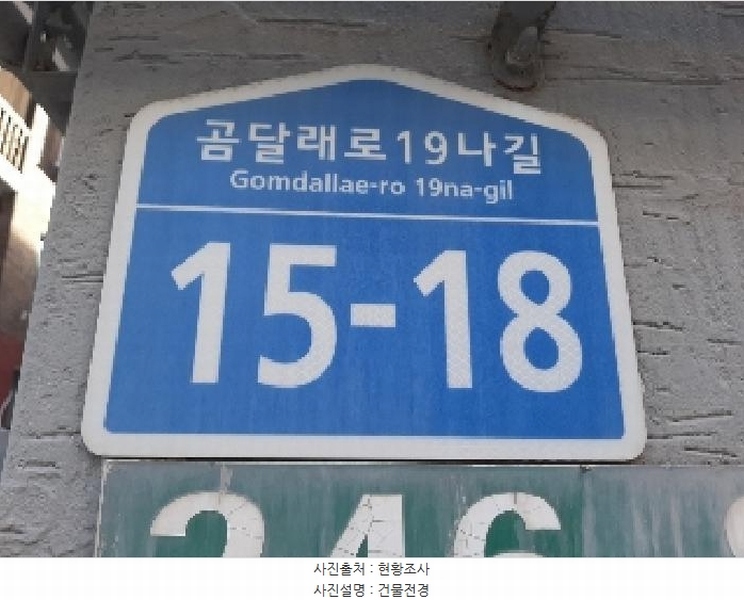 곰달래로19나길
Gomdallae-ro 19na-gil
15-18
246
사진출처 : 현황조사
사진설명 : 건물전경